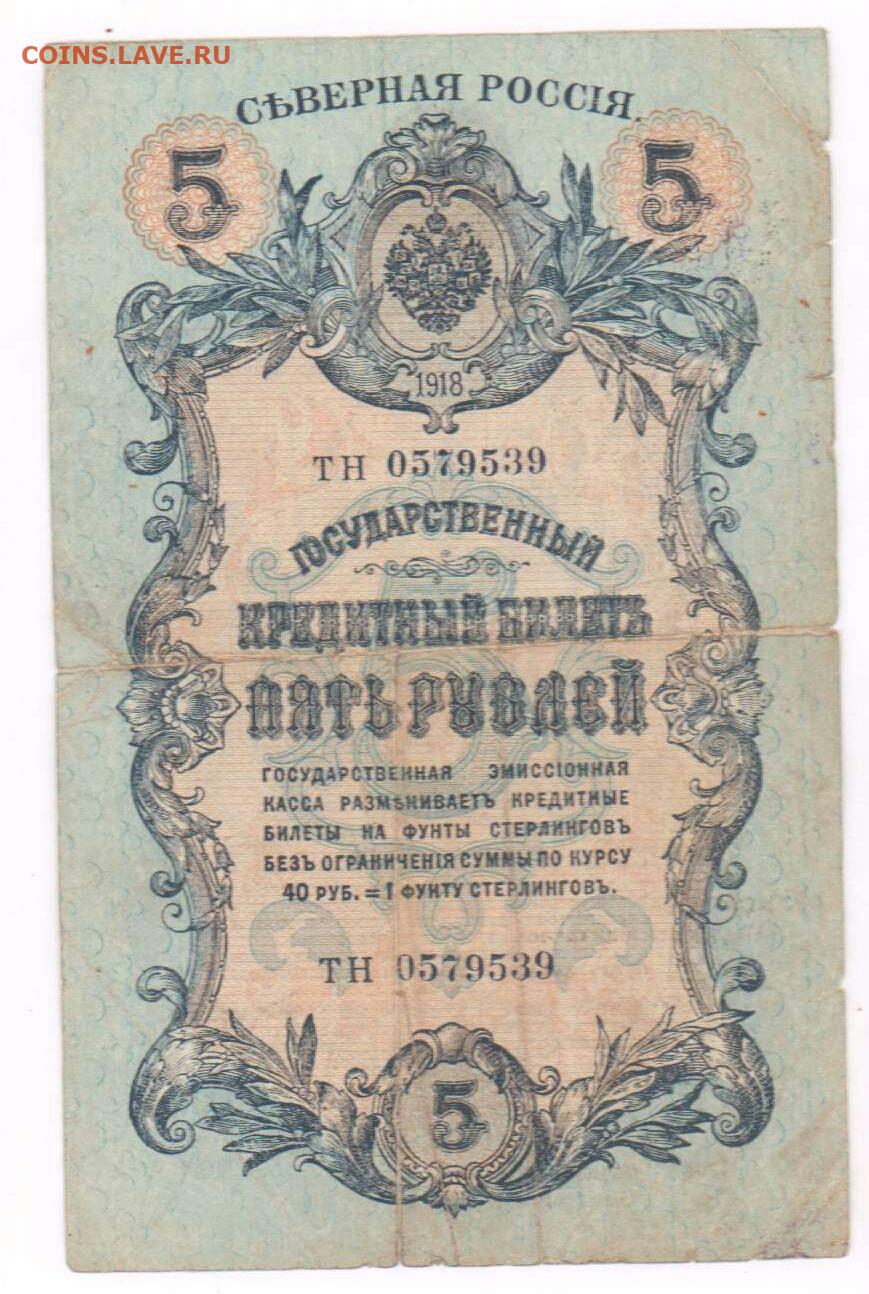 COINS.LAVE.RU
СѢВЕРНАЯ РОССІЯ.
5 5
1918
ТН 0579539
ГОСУДАРСТВЕННЫЙ
КРЕДИТНЫЙ БИЛЕТЪ
ПЯТЬ РУБЛЕЙ
ГОСУДАРСТВЕННАЯ ЭМИССІОННАЯ
КАССА РАЗМѢНИВАЕТЪ КРЕДИТНЫЕ
БИЛЕТЫ НА ФУНТЫ СТЕРЛИНГОВЪ
БЕЗЪ ОГРАНИЧЕНІЯ СУММЫ ПО КУРСУ
40 РУБ. = 1 ФУНТУ СТЕРЛИНГОВЪ.
ТН 0579539
5